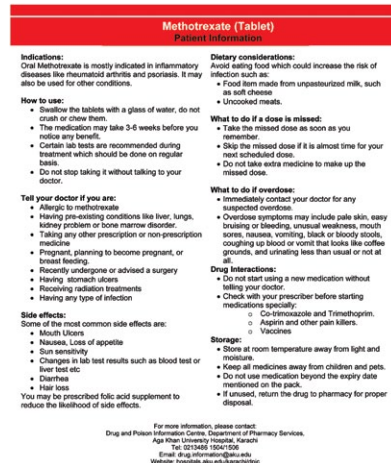 Methotrexate (Tablet)
Patient Information
Indications:
Oral Methotrexate is mostly indicated in inflammatory
diseases like rheumatoid arthritis and psoriasis. It may
also be used for other conditions.
How to use:
• Swallow the tablets with a glass of water, do not
crush or chew them.
• The medication may take 3-6 weeks before you
notice any benefit.
• Certain lab tests are recommended during
treatment which should be done on regular
basis.
• Do not stop taking it without talking to your
doctor.
Tell your doctor if you are:
• Allergic to methotrexate
• Having pre-existing conditions like liver, lungs,
kidney problem or bone marrow disorder.
• Taking any other prescription or non-prescription
medicine
• Pregnant, planning to become pregnant, or
breast feeding.
• Recently undergone or advised a surgery
• Having stomach ulcers
• Receiving radiation treatments
• Having any type of infection
Side effects:
Some of the most common side effects are:
• Mouth Ulcers
• Nausea, Loss of appetite
• Sun sensitivity
• Changes in lab test results such as blood test or
liver test etc
• Diarrhea
• Hair loss
You may be prescribed folic acid supplement to
reduce the likelihood of side effects.
Dietary considerations:
Avoid eating food which could increase the risk of
infection such as:
• Food item made from unpasteurized milk, such
as soft cheese
• Uncooked meats.
What to do if a dose is missed:
• Take the missed dose as soon as you
remember.
• Skip the missed dose if it is almost time for your
next scheduled dose.
• Do not take extra medicine to make up the
missed dose.
What to do if overdose:
• Immediately contact your doctor for any
suspected overdose.
• Overdose symptoms may include pale skin, easy
bruising or bleeding, unusual weakness, mouth
sores, nausea, vomiting, black or bloody stools,
coughing up blood or vomit that looks like coffee
grounds, and urinating less than usual or not at
all.
Drug Interactions:
• Do not start using a new medication without
telling your doctor.
• Check with your prescriber before starting
medications specially:
o Co-trimoxazole and Trimethoprim.
o Aspirin and other pain killers.
o Vaccines
Storage:
• Store at room temperature away from light and
moisture.
• Keep all medicines away from children and pets.
• Do not use medication beyond the expiry date
mentioned on the pack.
• If unused, return the drug to pharmacy for proper
disposal.
For more information, please contact:
Drug and Poison Information Centre, Department of Pharmacy Services,
Aga Khan University Hospital, Karachi
Tel: 0213486 1504/1506
Email: drug.information@aku.edu
Website: hospitals.aku.edu/karachi/dpic